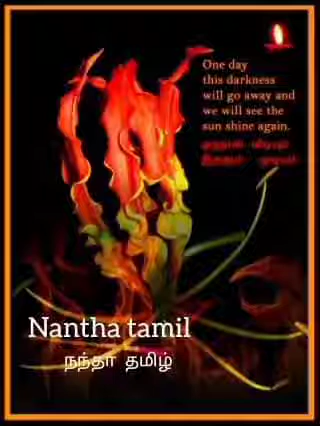 One day
this darkness
will go away and
we will see the
sun shine again.
Nantha tamil
நந்தா தமிழ்